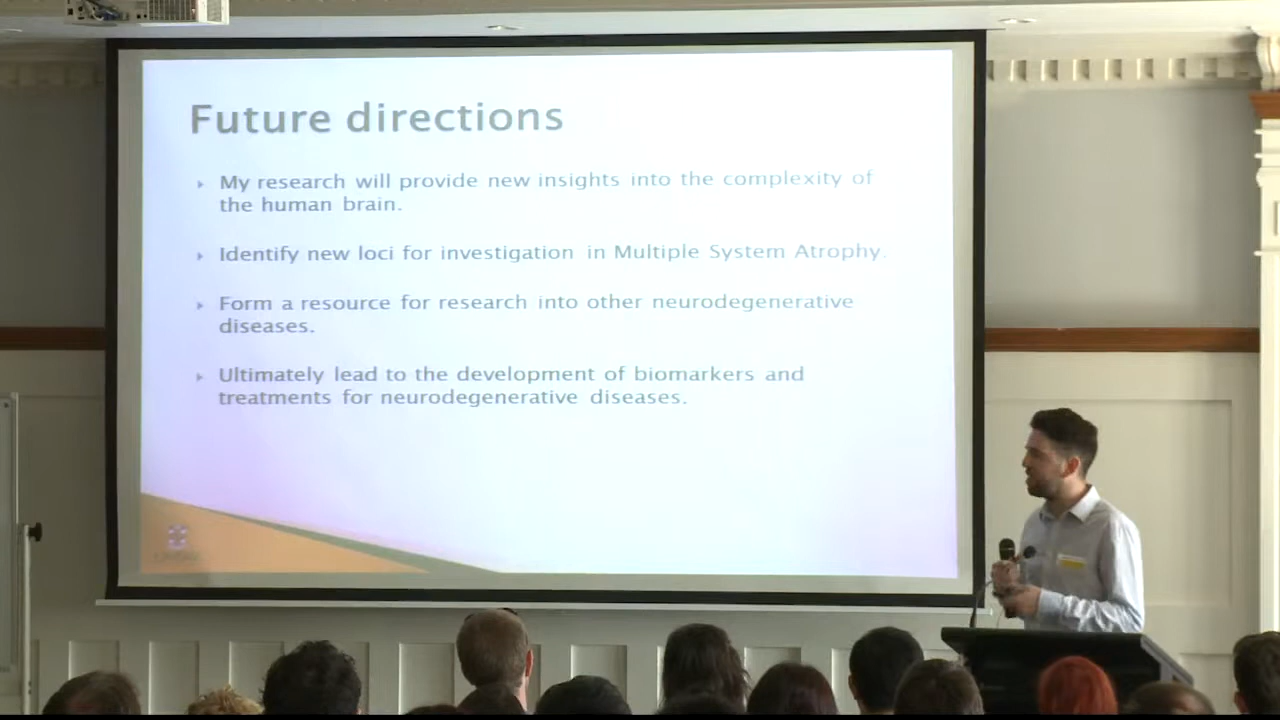 Future directions
My research will provide new insights into the complexity of
the human brain.
Identify new loci for investigation in Multiple System Atrophy.
Form a resource for research into other neurodegenerative
diseases.
Ultimately lead to the development of biomarkers and
treatments for neurodegenerative diseases.